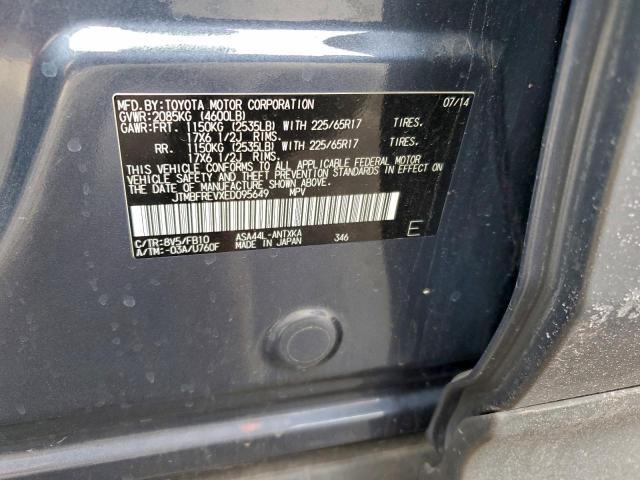 MFD.BY:TOYOTA MOTOR CORPORATION 07/14
GVWR:2085KG (4600LB)
GAWR:FRT. 1150KG (2535LB) WITH 225/65R17 TIRES.
17X6 1/2J RIMS.
RR. 1150KG (2535LB) WITH 225/65R17 TIRES.
17X6 1/2J RIMS.
THIS VEHICLE CONFORMS TO ALL APPLICABLE FEDERAL MOTOR
VEHICLE SAFETY AND THEFT PREVENTION STANDARDS IN EFFECT
ON THE DATE OF MANUFACTURE SHOWN ABOVE.
JTMBFREVXED095649 MPV
C/TR:8V5/FB10 ASA44L-ANTXKA 346
A/TM:-03A/U760F MADE IN JAPAN E